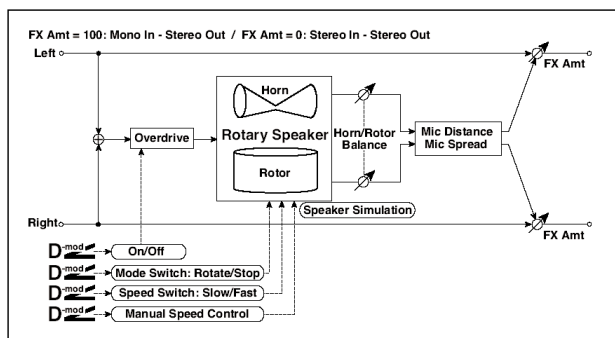 FX Amt = 100: Mono In - Stereo Out / FX Amt = 0: Stereo In - Stereo Out
Left
FX Amt
Horn
Overdrive
Rotary Speaker
Horn/Rotor
Balance
Mic Distance
Mic Spread
Rotor
Speaker Simulation
Right
FX Amt
D-mod
On/Off
D-mod
Mode Switch: Rotate/Stop
D-mod
Speed Switch: Slow/Fast
D-mod
Manual Speed Control